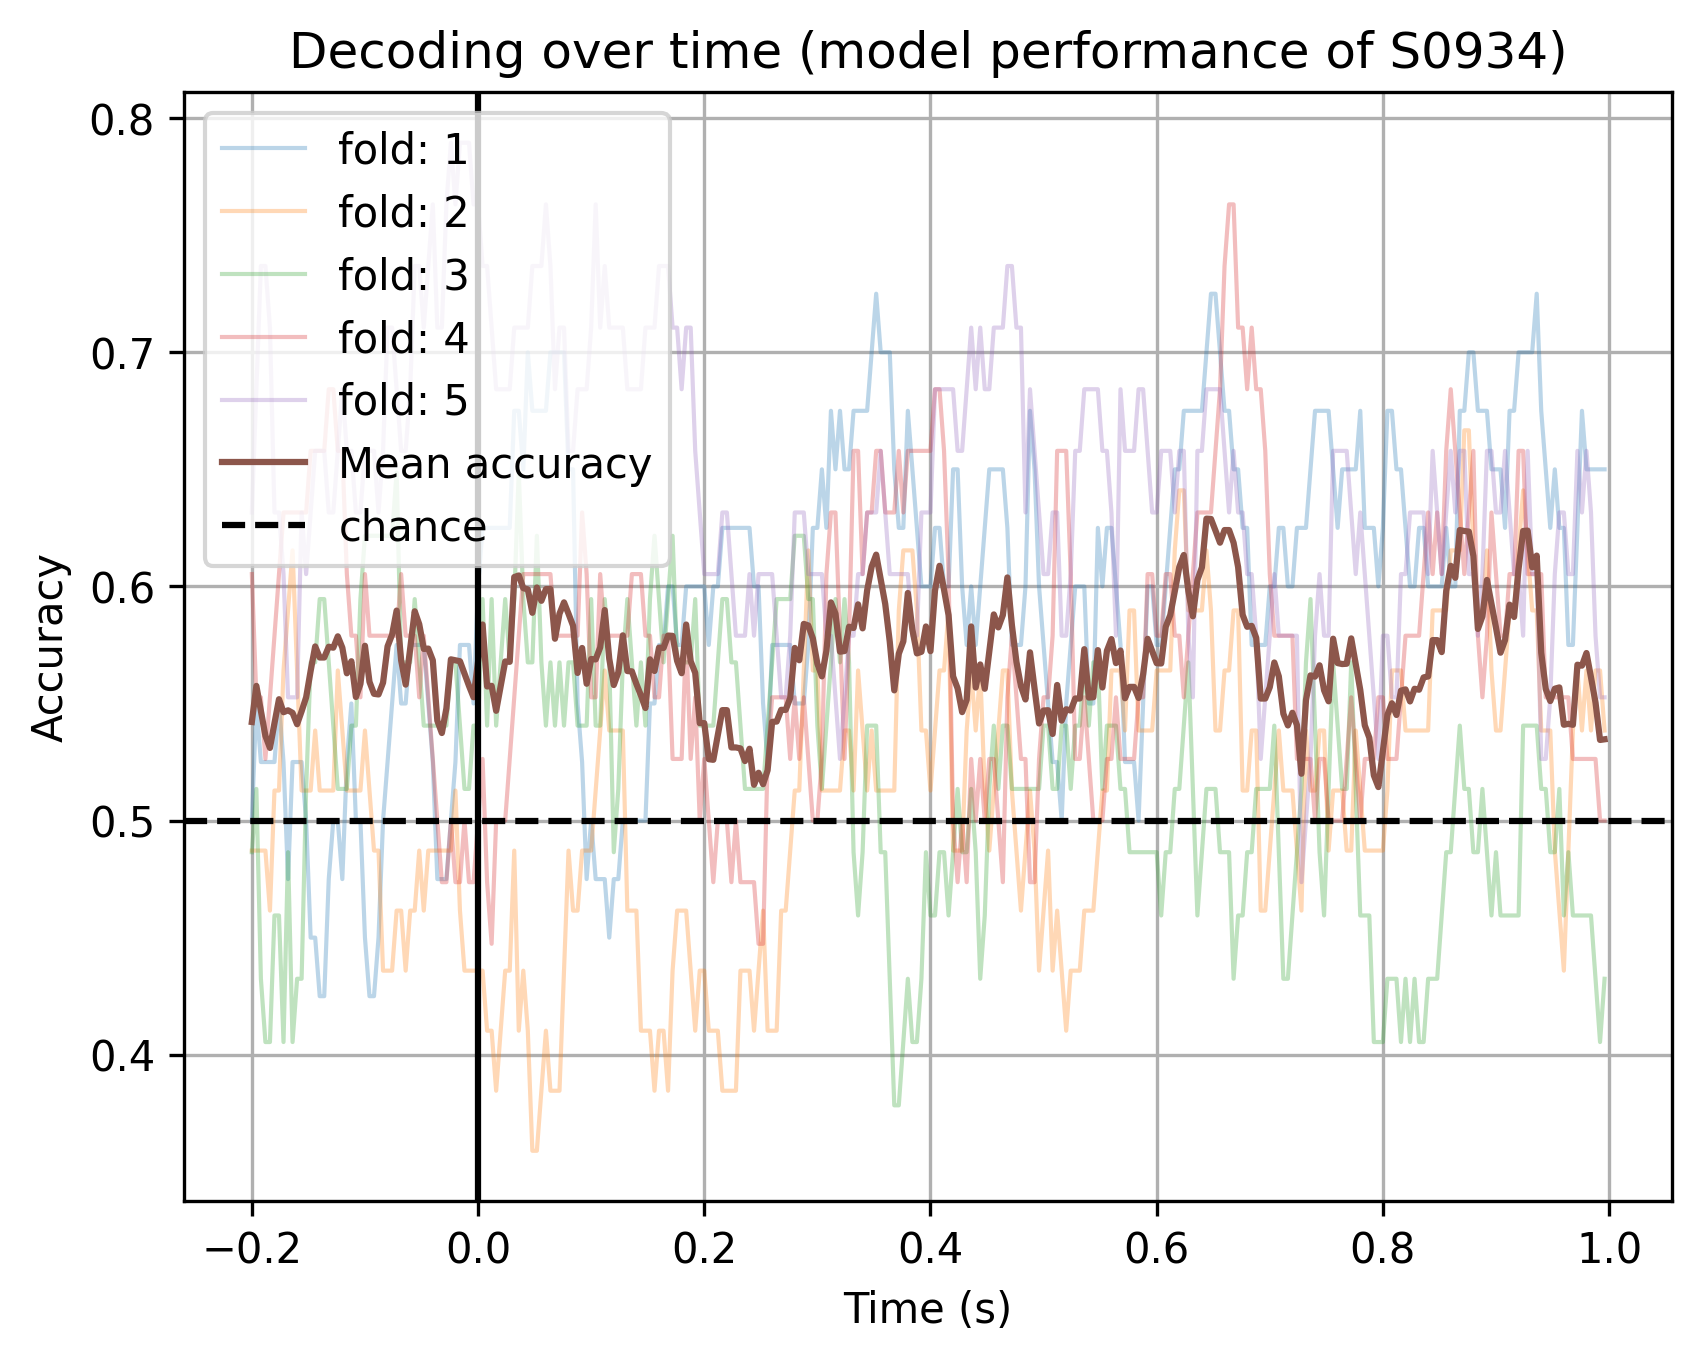 Decoding over time (model performance of S0934)
fold: 1
fold: 2
fold: 3
fold: 4
fold: 5
Mean accuracy
chance
Accuracy
0.8
0.7
0.6
0.5
0.4
−0.2 0.0 0.2 0.4 0.6 0.8 1.0
Time (s)